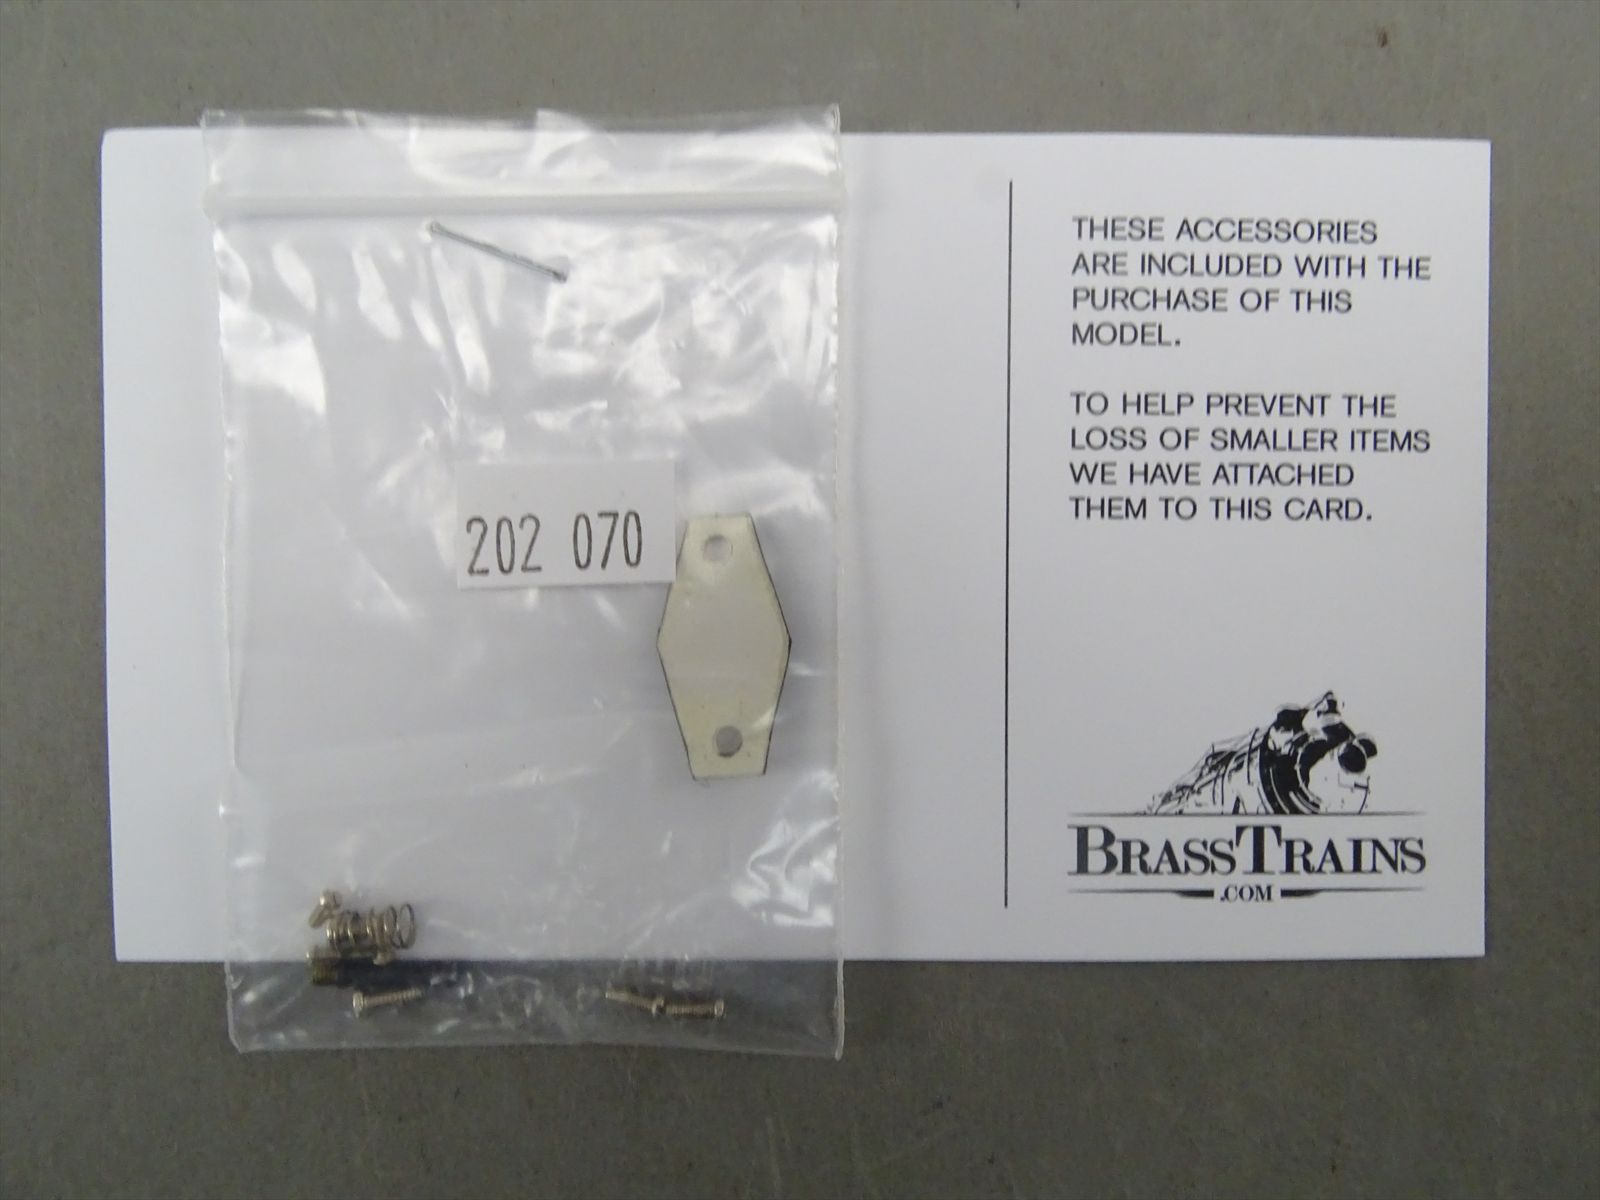 202 070
THESE ACCESSORIES
ARE INCLUDED WITH THE
PURCHASE OF THIS
MODEL.
TO HELP PREVENT THE
LOSS OF SMALLER ITEMS
WE HAVE ATTACHED
THEM TO THIS CARD.
BRASSTRAINS
.COM